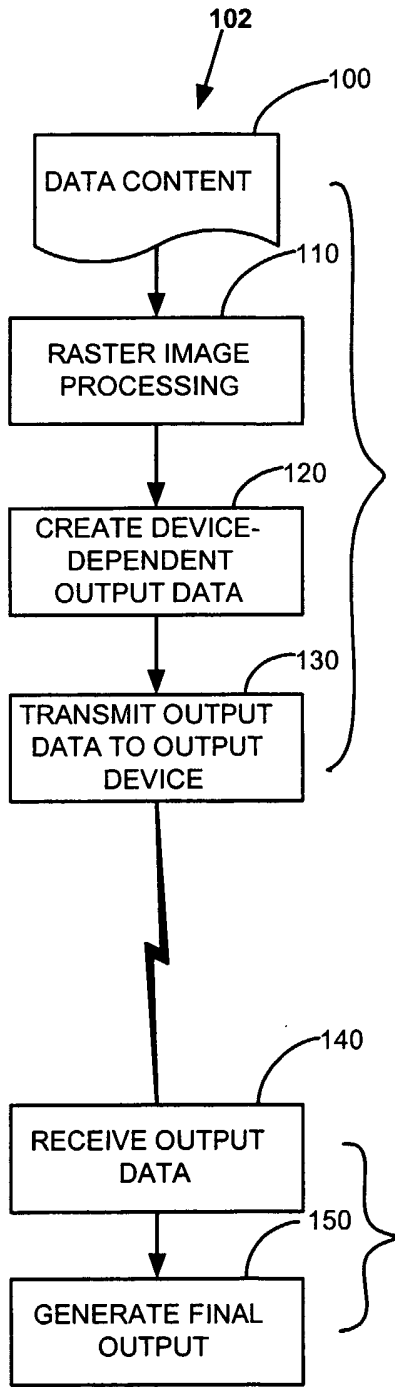 102
100
DATA CONTENT
110
RASTER IMAGE
PROCESSING
120
CREATE DEVICE-
DEPENDENT
OUTPUT DATA
130
TRANSMIT OUTPUT
DATA TO OUTPUT
DEVICE
140
RECEIVE OUTPUT
DATA
150
GENERATE FINAL
OUTPUT